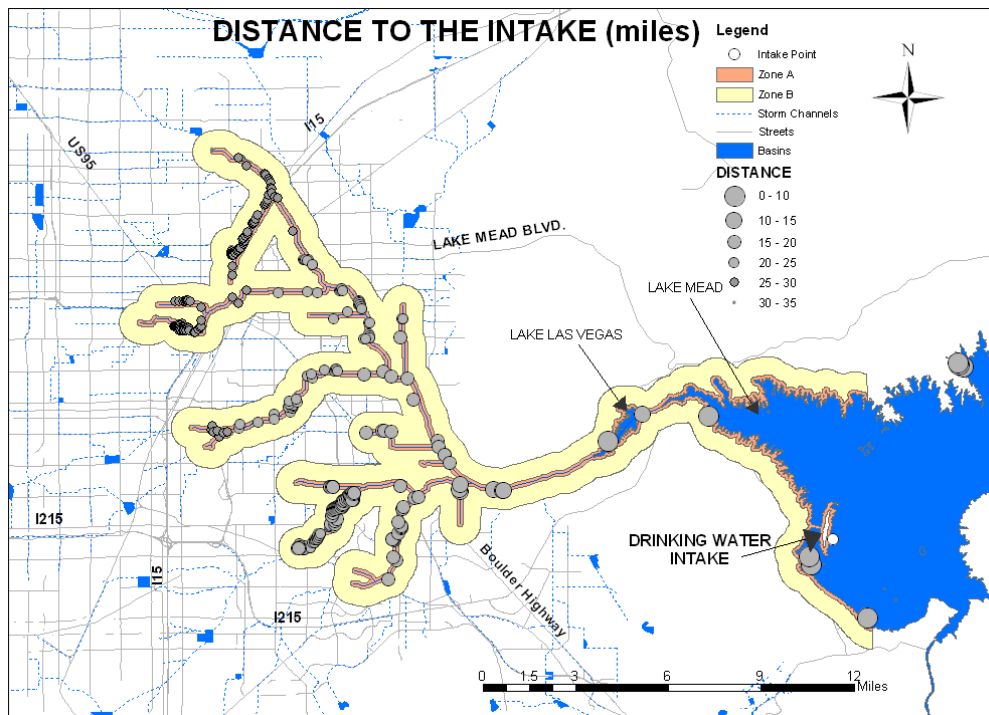 DISTANCE TO THE INTAKE (miles)
Legend
Intake Point
Zone A
Zone B
Storm Channels
Streets
Basins
DISTANCE
0 - 10
10 - 15
15 - 20
20 - 25
25 - 30
30 - 35
N
I15
US95
LAKE MEAD BLVD.
LAKE MEAD
LAKE LAS VEGAS
I215
I15
I215
Boulder Highway
DRINKING WATER
INTAKE
0 1.5 3 6 9 12
Miles